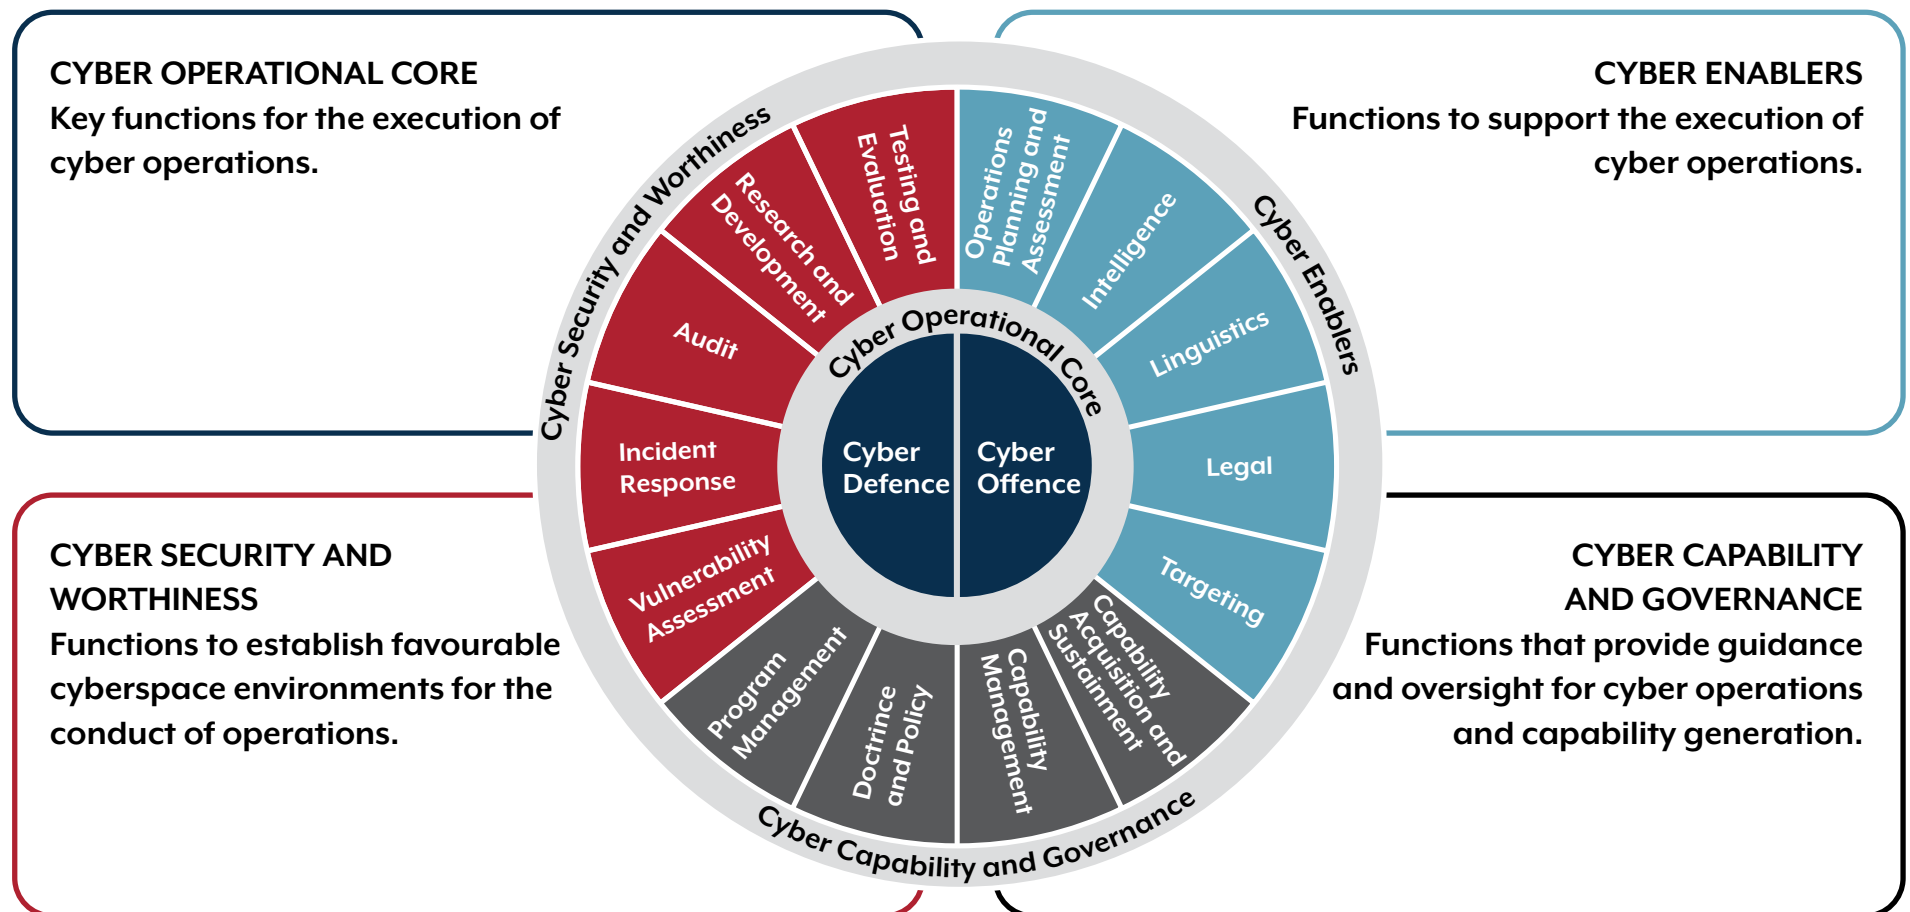 CYBER OPERATIONAL CORE
Key functions for the execution of
cyber operations.
CYBER ENABLERS
Functions to support the execution of
cyber operations.
CYBER SECURITY AND
WORTHINESS
Functions to establish favourable
cyberspace environments for the
conduct of operations.
CYBER CAPABILITY
AND GOVERNANCE
Functions that provide guidance
and oversight for cyber operations
and capability generation.
Cyber Security and Worthiness
Testing and
Evaluation
Research and
Development
Audit
Incident
Response
Vulnerability
Assessment
Cyber Enablers
Operations
Planning and
Assessment
Intelligence
Linguistics
Legal
Targeting
Cyber Capability and Governance
Program
Management
Doctrince
and Policy
Capability
Management
Capability
Acquisition and
Sustainment
Cyber Operational Core
Cyber
Defence
Cyber
Offence